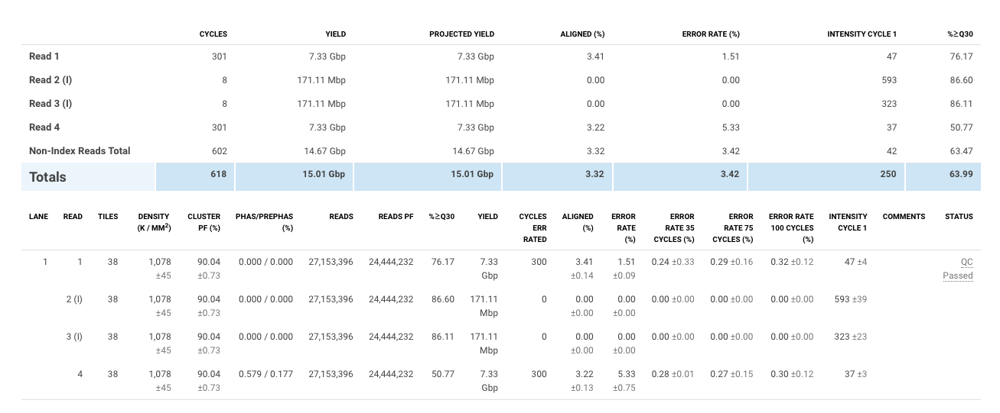 CYCLES YIELD PROJECTED YIELD ALIGNED (%) ERROR RATE (%) INTENSITY CYCLE 1 %≥Q30
Read 1 301 7.33 Gbp 7.33 Gbp 3.41 1.51 47 76.17
Read 2 (I) 8 171.11 Mbp 171.11 Mbp 0.00 0.00 593 86.60
Read 3 (I) 8 171.11 Mbp 171.11 Mbp 0.00 0.00 323 86.11
Read 4 301 7.33 Gbp 7.33 Gbp 3.22 5.33 37 50.77
Non-Index Reads Total 602 14.67 Gbp 14.67 Gbp 3.32 3.42 42 63.47
Totals 618 15.01 Gbp 15.01 Gbp 3.32 3.42 250 63.99
LANE READ TILES DENSITY CLUSTER PHAS/PREPHAS READS READS PF %≥Q30 YIELD CYCLES ALIGNED ERROR ERROR ERROR ERROR RATE INTENSITY COMMENTS STATUS
(K / MM²) PF (%) (%) ERR (%) RATE RATE 35 RATE 75 100 CYCLES CYCLE 1
RATED (%) CYCLES (%) CYCLES (%) (%)
1 1 38 1,078 90.04 0.000 / 0.000 27,153,396 24,444,232 76.17 7.33 300 3.41 1.51 0.24 ±0.33 0.29 ±0.16 0.32 ±0.12 47 ±4 QC
±45 ±0.73 Gbp ±0.14 ±0.09 Passed
2 (I) 38 1,078 90.04 0.000 / 0.000 27,153,396 24,444,232 86.60 171.11 0 0.00 0.00 0.00 ±0.00 0.00 ±0.00 0.00 ±0.00 593 ±39
±45 ±0.73 Mbp ±0.00 ±0.00
3 (I) 38 1,078 90.04 0.000 / 0.000 27,153,396 24,444,232 86.11 171.11 0 0.00 0.00 0.00 ±0.00 0.00 ±0.00 0.00 ±0.00 323 ±23
±45 ±0.73 Mbp ±0.00 ±0.00
4 38 1,078 90.04 0.579 / 0.177 27,153,396 24,444,232 50.77 7.33 300 3.22 5.33 0.28 ±0.01 0.27 ±0.15 0.30 ±0.12 37 ±3
±45 ±0.73 Gbp ±0.13 ±0.75